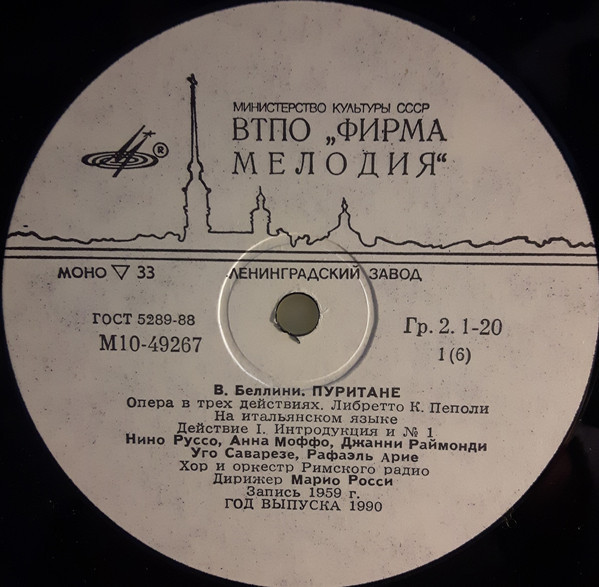 МИНИСТЕРСТВО КУЛЬТУРЫ СССР
ВТПО „ФИРМА
МЕЛОДИЯ“
®
МОНО ▽ 33
ЛЕНИНГРАДСКИЙ ЗАВОД
ГОСТ 5289-88
М10-49267
Гр. 2. 1-20
1 (6)
В. Беллини. ПУРИТАНЕ
Опера в трех действиях. Либретто К. Пеполи
На итальянском языке
Действие I. Интродукция и № 1
Нино Руссо, Анна Моффо, Джанни Раймонди
Уго Саварезе, Рафаэль Арие
Хор и оркестр Римского радио
Дирижер Марио Росси
Запись 1959 г.
ГОД ВЫПУСКА 1990